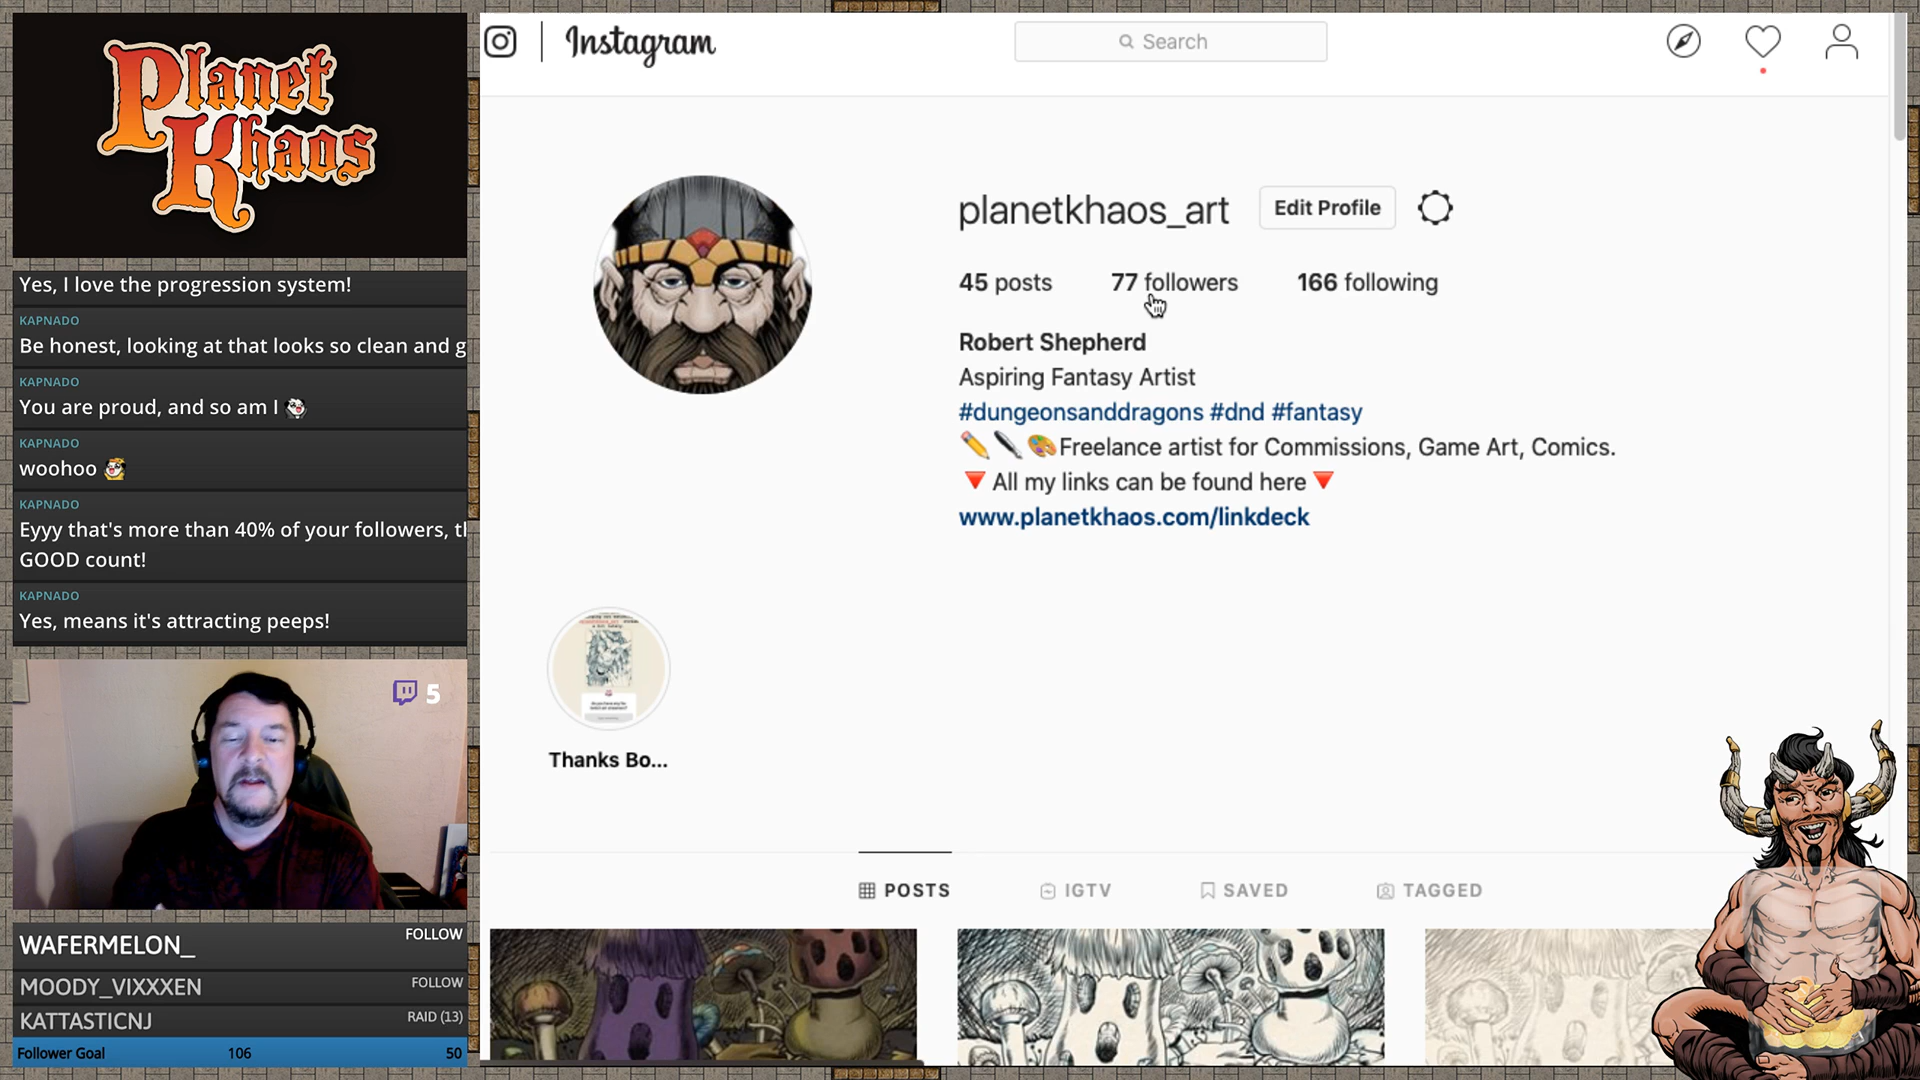 Planet
Khaos
Yes, I love the progression system!
KAPNADO
Be honest, looking at that looks so clean and g
KAPNADO
You are proud, and so am I
KAPNADO
woohoo
KAPNADO
Eyyy that's more than 40% of your followers, tl
GOOD count!
KAPNADO
Yes, means it's attracting peeps!
5
WAFERMELON_ FOLLOW
MOODY_VIXXXEN FOLLOW
KATTASTICNJ RAID (13)
Follower Goal 106 50
Instagram
Search
planetkhaos_art Edit Profile
45 posts 77 followers 166 following
Robert Shepherd
Aspiring Fantasy Artist
#dungeonsanddragons #dnd #fantasy
Freelance artist for Commissions, Game Art, Comics.
All my links can be found here
www.planetkhaos.com/linkdeck
Thanks Bo...
POSTS IGTV SAVED TAGGED